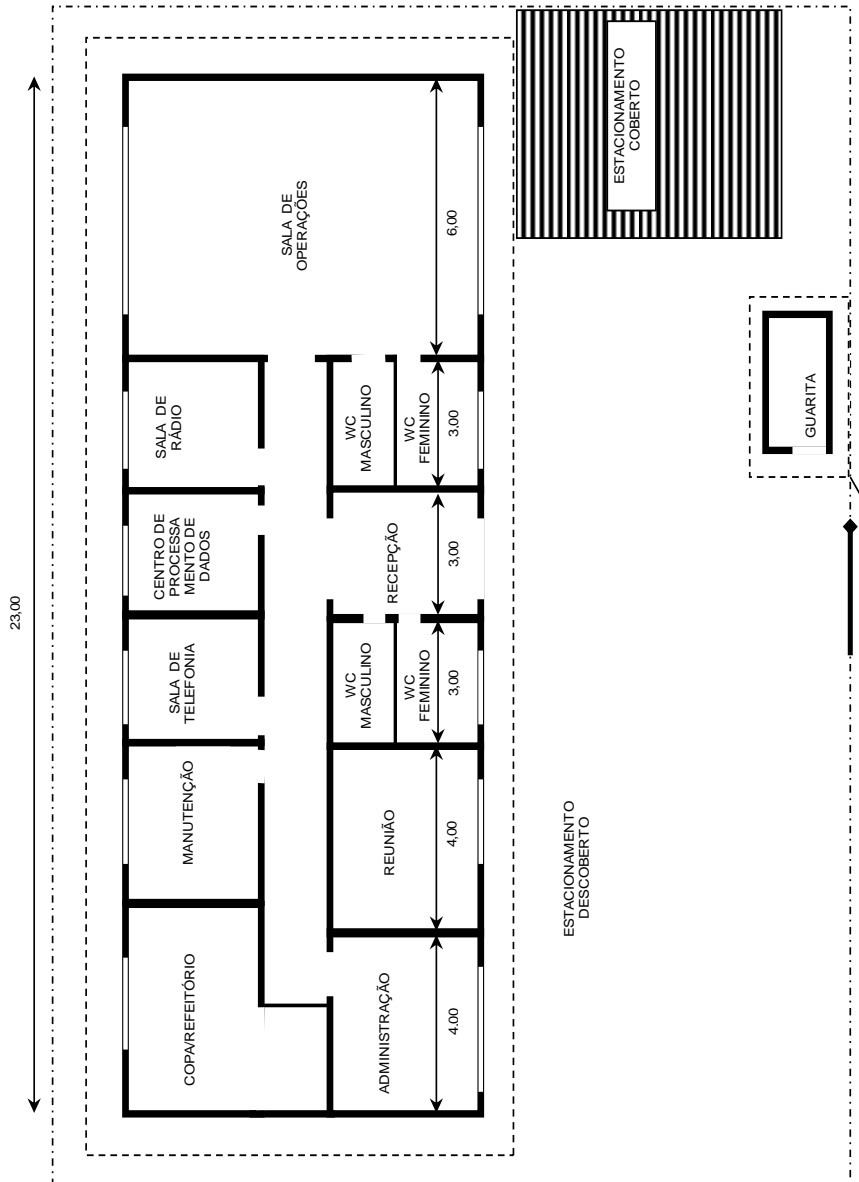 23,00
SALA DE
OPERAÇÕES
6,00
ESTACIONAMENTO
COBERTO
SALA DE
RÁDIO
WC
MASCULINO
WC
FEMININO
3.00
GUARITA
CENTRO DE
PROCESSA
MENTO DE
DADOS
RECEPÇÃO
3,00
SALA DE
TELEFONIA
WC
MASCULINO
WC
FEMININO
3,00
MANUTENÇÃO
REUNIÃO
4,00
ESTACIONAMENTO
DESCOBERTO
COPA/REFEITÓRIO
ADMINISTRAÇÃO
4.00